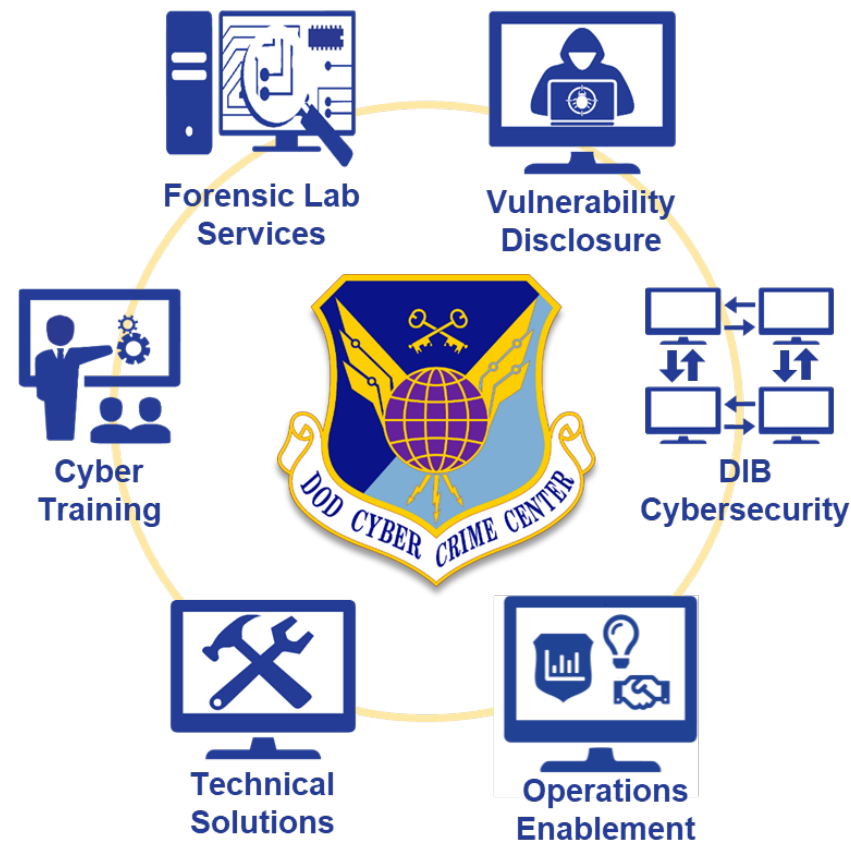 Forensic Lab
Services
Vulnerability
Disclosure
Cyber
Training
DOD CYBER CRIME CENTER
DIB
Cybersecurity
Technical
Solutions
Operations
Enablement